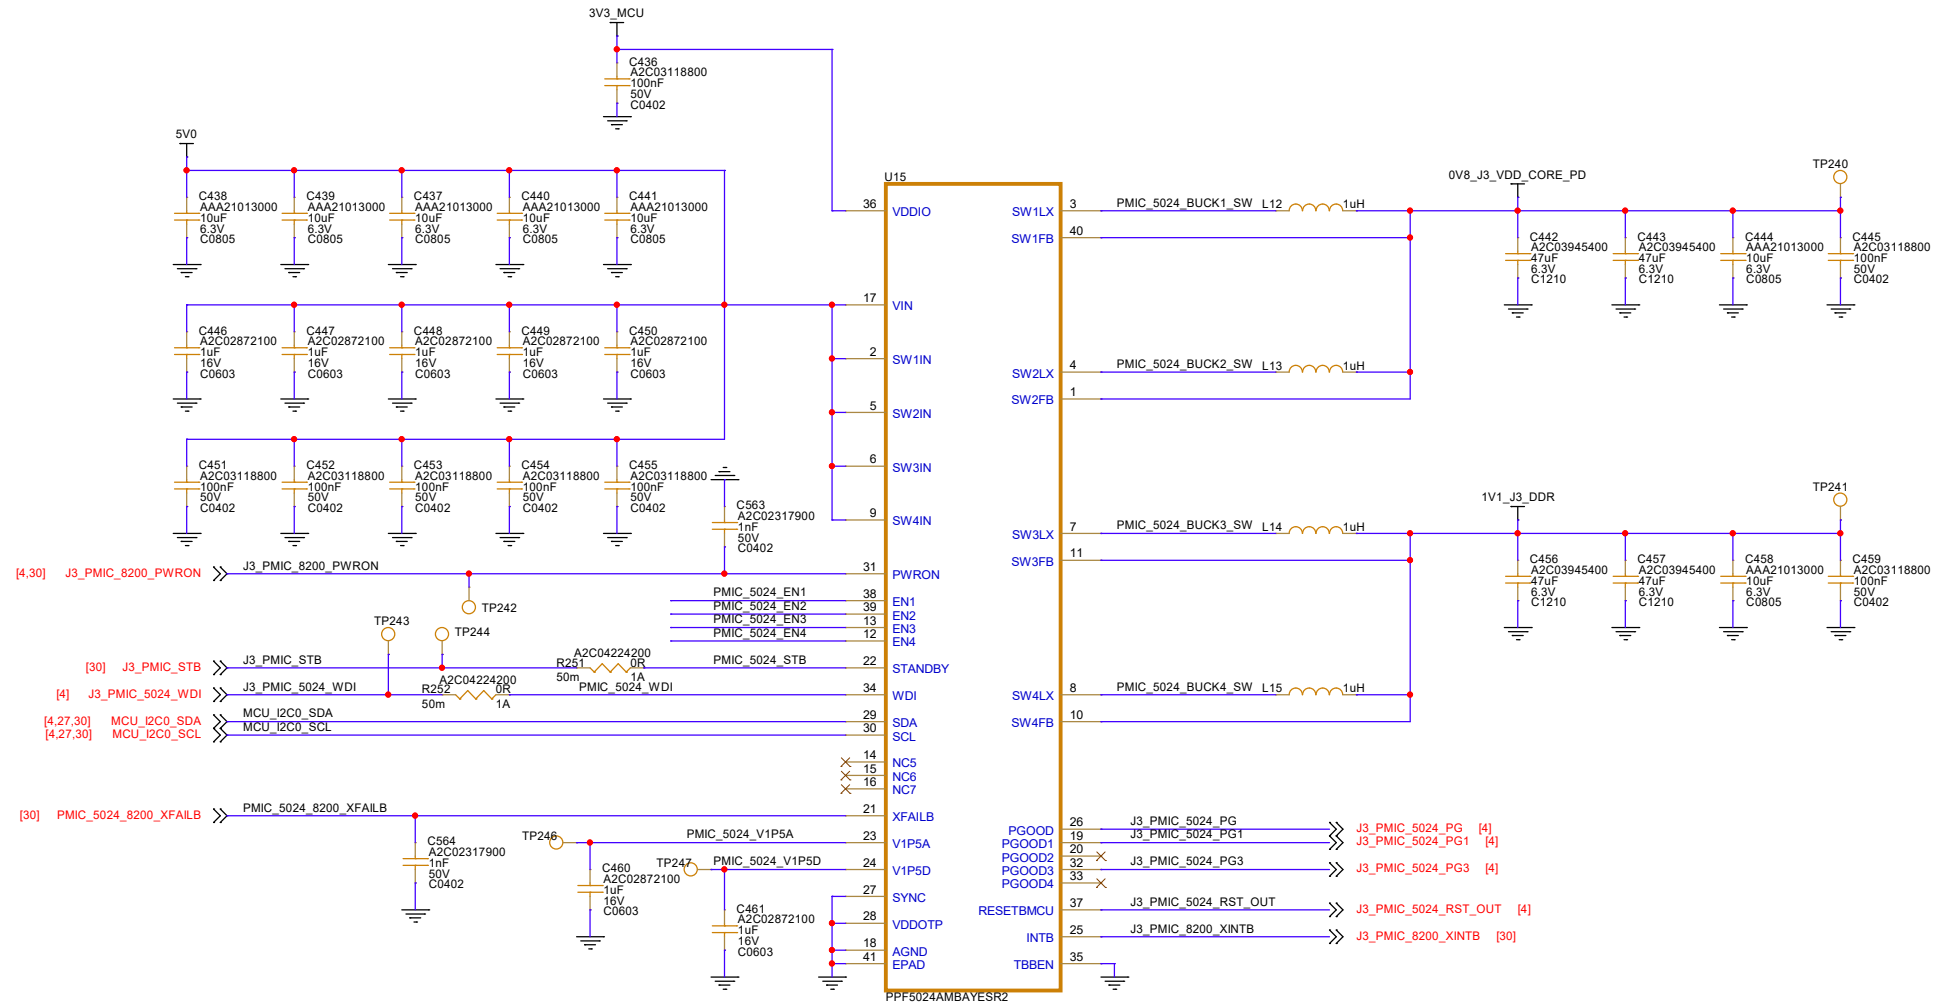 3V3_MCU
C436
A2C03118800
100nF
50V
C0402
5V0
C438
AAA21013000
10uF
6.3V
C0805
C439
AAA21013000
10uF
6.3V
C0805
C437
AAA21013000
10uF
6.3V
C0805
C440
AAA21013000
10uF
6.3V
C0805
C441
AAA21013000
10uF
6.3V
C0805
C446
A2C02872100
1uF
16V
C0603
C447
A2C02872100
1uF
16V
C0603
C448
A2C02872100
1uF
16V
C0603
C449
A2C02872100
1uF
16V
C0603
C450
A2C02872100
1uF
16V
C0603
C451
A2C03118800
100nF
50V
C0402
C452
A2C03118800
100nF
50V
C0402
C453
A2C03118800
100nF
50V
C0402
C454
A2C03118800
100nF
50V
C0402
C455
A2C03118800
100nF
50V
C0402
C563
A2C02317900
1nF
50V
C0402
[4,30] J3_PMIC_8200_PWRON J3_PMIC_8200_PWRON
TP242
TP243
TP244
PMIC_5024_EN1
PMIC_5024_EN2
PMIC_5024_EN3
PMIC_5024_EN4
[30] J3_PMIC_STB J3_PMIC_STB
A2C04224200
R251 0R
50m 1A
PMIC_5024_STB
[4] J3_PMIC_5024_WDI J3_PMIC_5024_WDI
A2C04224200
R252 0R
50m 1A
PMIC_5024_WDI
[4,27,30] MCU_I2C0_SDA MCU_I2C0_SDA
[4,27,30] MCU_I2C0_SCL MCU_I2C0_SCL
[30] PMIC_5024_8200_XFAILB PMIC_5024_8200_XFAILB
C564
A2C02317900
1nF
50V
C0402
TP246
PMIC_5024_V1P5A
C460
A2C02872100
1uF
16V
C0603
TP247
PMIC_5024_V1P5D
C461
A2C02872100
1uF
16V
C0603
U15
36 VDDIO
17 VIN
2 SW1IN
5 SW2IN
6 SW3IN
9 SW4IN
31 PWRON
38 EN1
39 EN2
13 EN3
12 EN4
22 STANDBY
34 WDI
29 SDA
30 SCL
14 NC5
15 NC6
16 NC7
21 XFAILB
23 V1P5A
24 V1P5D
27 SYNC
28 VDDOTP
18 AGND
41 EPAD
PPF5024AMBAYESR2
SW1LX 3 PMIC_5024_BUCK1_SW L12 1uH
SW1FB 40
SW2LX 4 PMIC_5024_BUCK2_SW L13 1uH
SW2FB 1
SW3LX 7 PMIC_5024_BUCK3_SW L14 1uH
SW3FB 11
SW4LX 8 PMIC_5024_BUCK4_SW L15 1uH
SW4FB 10
PGOOD 26 J3_PMIC_5024_PG J3_PMIC_5024_PG [4]
PGOOD1 19 J3_PMIC_5024_PG1 J3_PMIC_5024_PG1 [4]
PGOOD2 20
PGOOD3 32 J3_PMIC_5024_PG3 J3_PMIC_5024_PG3 [4]
PGOOD4 33
RESETBMCU 37 J3_PMIC_5024_RST_OUT J3_PMIC_5024_RST_OUT [4]
INTB 25 J3_PMIC_8200_XINTB J3_PMIC_8200_XINTB [30]
TBBEN 35
0V8_J3_VDD_CORE_PD
TP240
C442
A2C03945400
47uF
6.3V
C1210
C443
A2C03945400
47uF
6.3V
C1210
C444
AAA21013000
10uF
6.3V
C0805
C445
A2C03118800
100nF
50V
C0402
1V1_J3_DDR
TP241
C456
A2C03945400
47uF
6.3V
C1210
C457
A2C03945400
47uF
6.3V
C1210
C458
AAA21013000
10uF
6.3V
C0805
C459
A2C03118800
100nF
50V
C0402